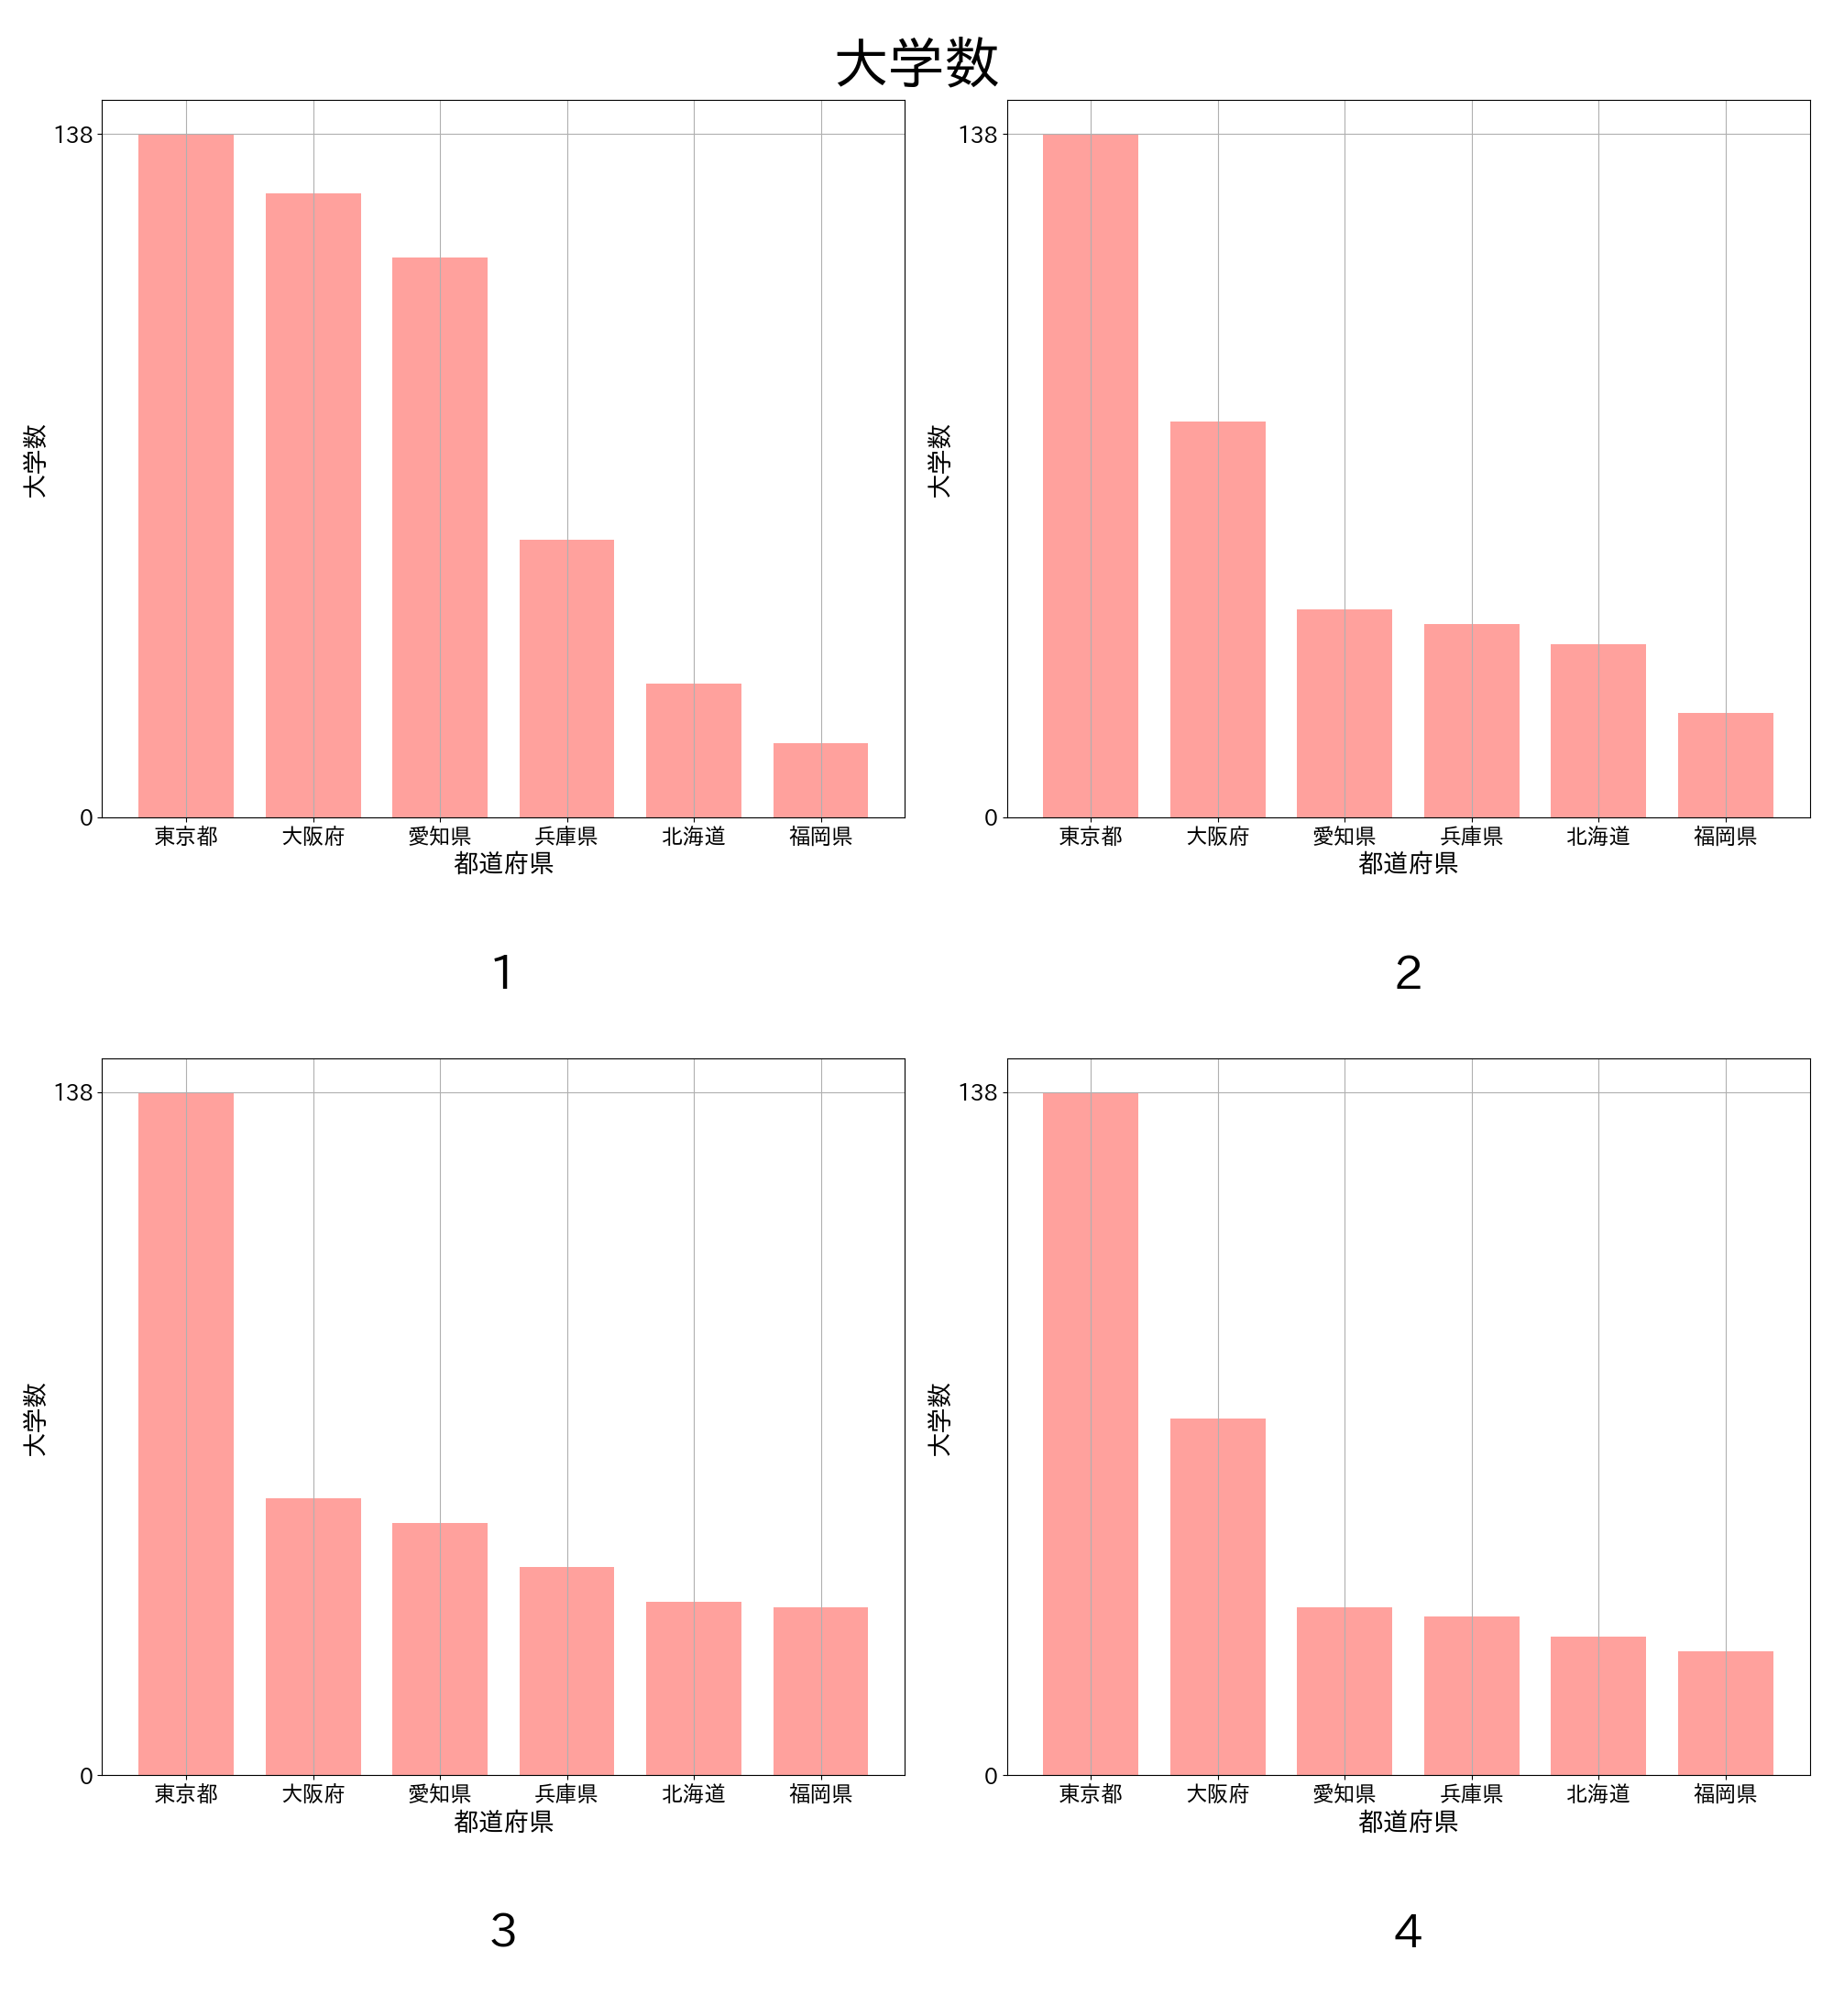 大学数
138
大学数
0
東京都 大阪府 愛知県 兵庫県 北海道 福岡県
都道府県
1
138
大学数
0
東京都 大阪府 愛知県 兵庫県 北海道 福岡県
都道府県
2
138
大学数
0
東京都 大阪府 愛知県 兵庫県 北海道 福岡県
都道府県
3
138
大学数
0
東京都 大阪府 愛知県 兵庫県 北海道 福岡県
都道府県
4